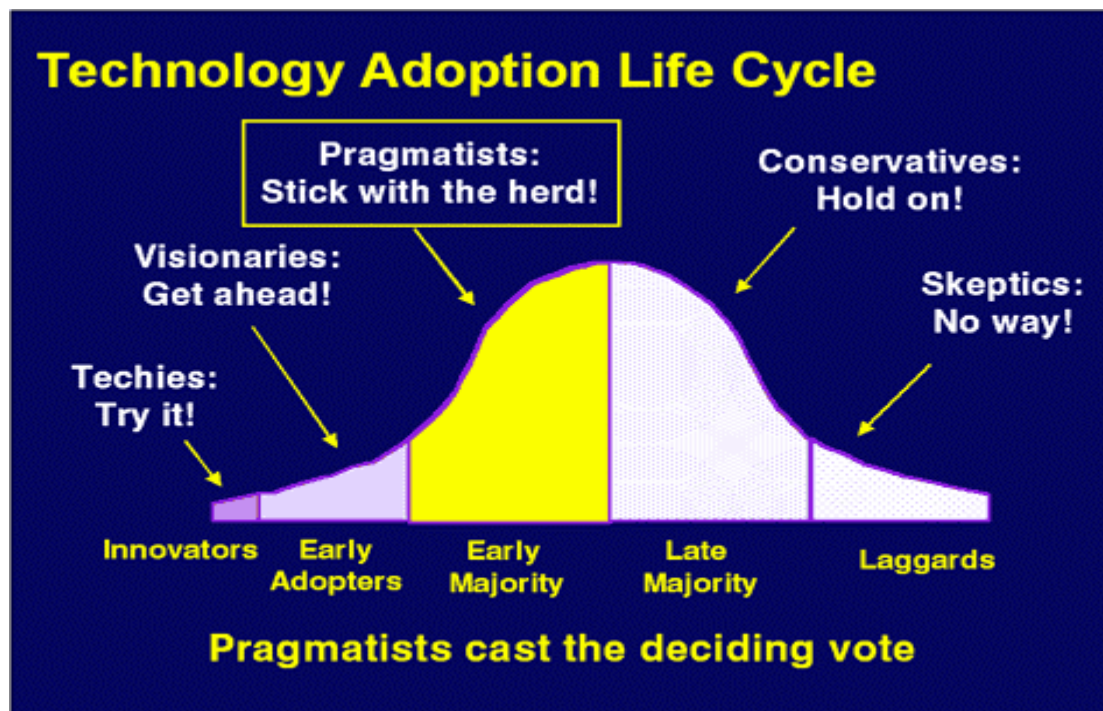 Technology Adoption Life Cycle
Pragmatists:
Stick with the herd!
Conservatives:
Hold on!
Visionaries:
Get ahead!
Skeptics:
No way!
Techies:
Try it!
Innovators
Early
Adopters
Early
Majority
Late
Majority
Laggards
Pragmatists cast the deciding vote